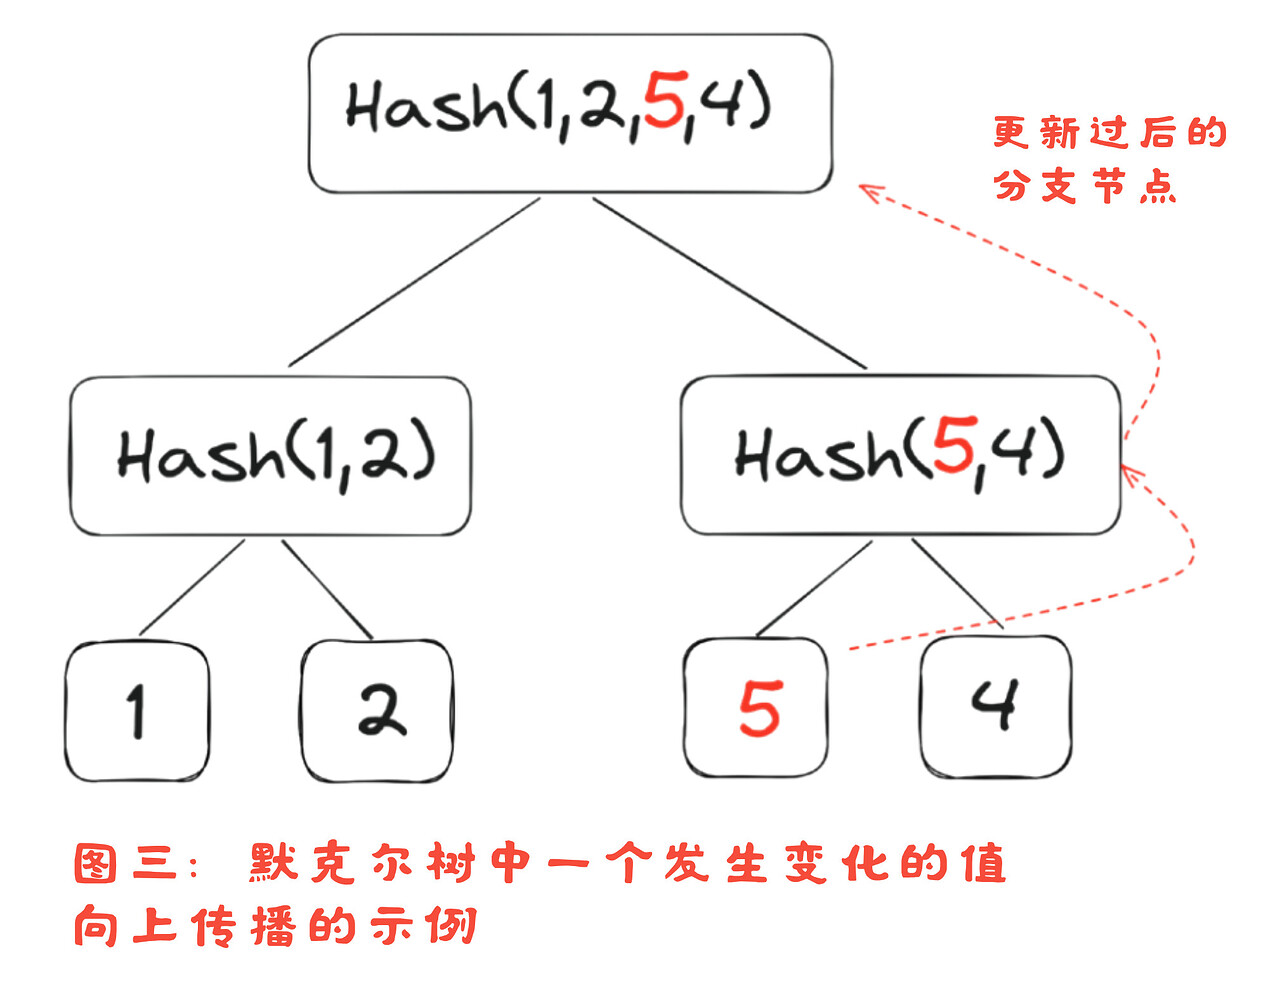 Hash(1,2,5,4)
更新过后的
分支节点
Hash(1,2)
Hash(5,4)
1
2
5
4
图三：默克尔树中一个发生变化的值
向上传播的示例